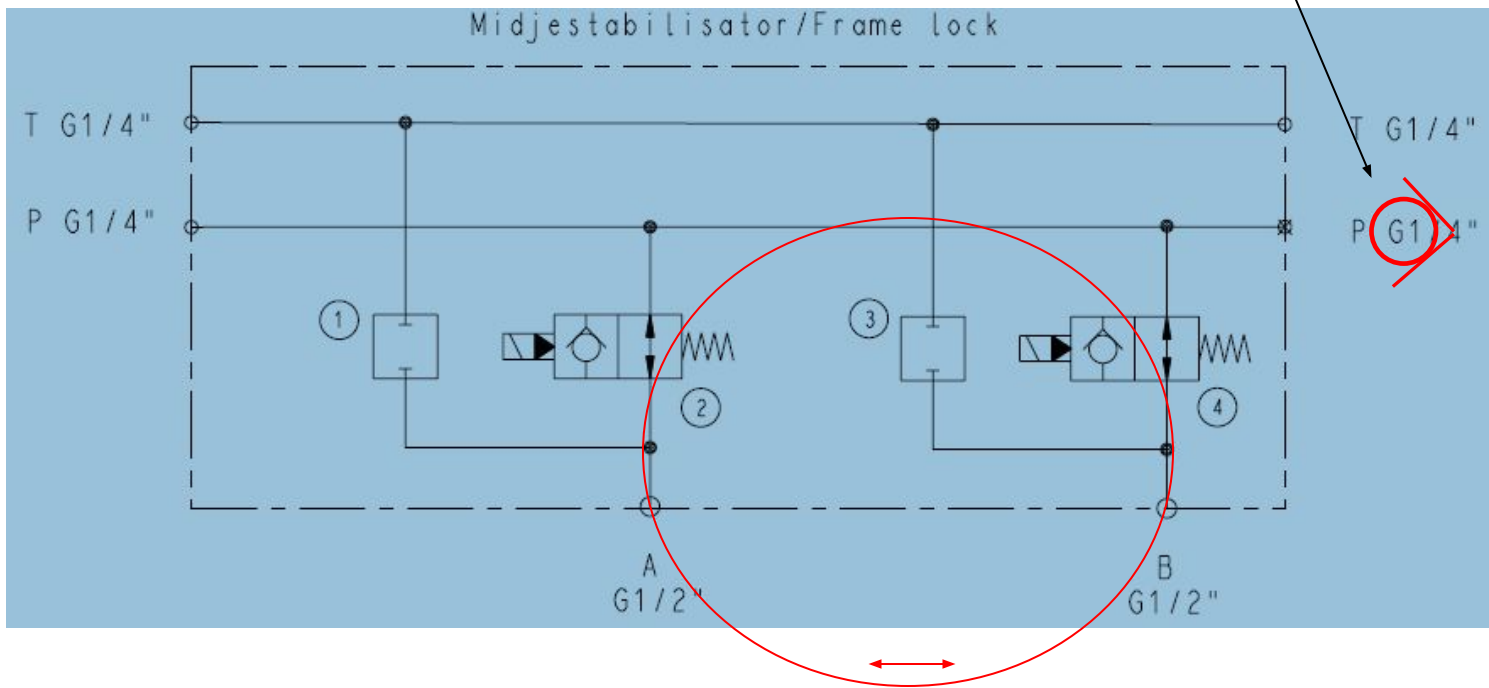 Midjestabilisator/Frame lock
T G1/4"
T G1/4"
P G1/4"
P G1/4"
1
3
2
4
A
B
G1/2"
G1/2"